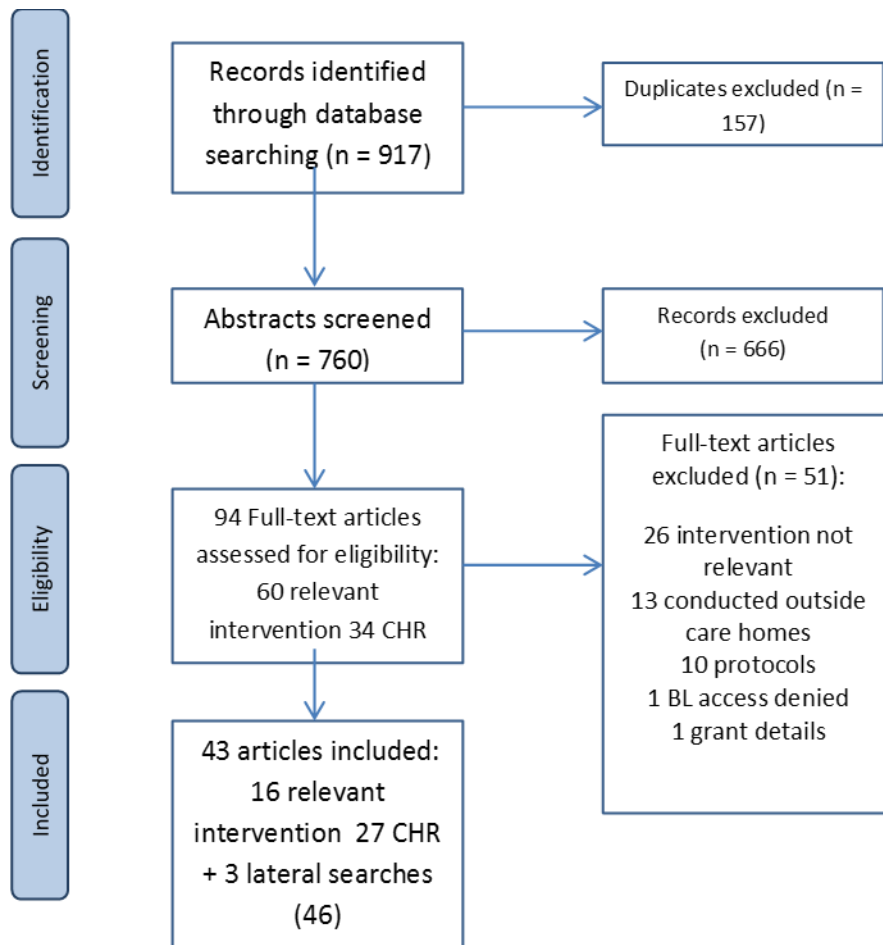 Identification
Records identified
through database
searching (n = 917)
Duplicates excluded (n =
157)
Screening
Abstracts screened
(n = 760)
Records excluded
(n = 666)
Eligibility
94 Full-text articles
assessed for eligibility:
60 relevant
intervention 34 CHR
Full-text articles
excluded (n = 51):
26 intervention not
relevant
13 conducted outside
care homes
10 protocols
1 BL access denied
1 grant details
Included
43 articles included:
16 relevant
intervention  27 CHR
+ 3 lateral searches
(46)